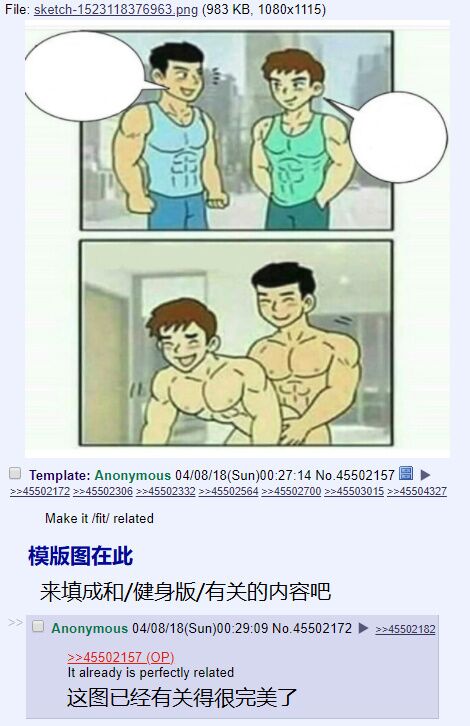 File: sketch-1523118376963.png (983 KB, 1080x1115)
Template: Anonymous 04/08/18(Sun)00:27:14 No.45502157
>>45502172 >>45502306 >>45502332 >>45502564 >>45502700 >>45503015 >>45504327
Make it /fit/ related
模版图在此
来填成和/健身版/有关的内容吧
>> Anonymous 04/08/18(Sun)00:29:09 No.45502172 >>45502182
>>45502157 (OP)
It already is perfectly related
这图已经有关得很完美了